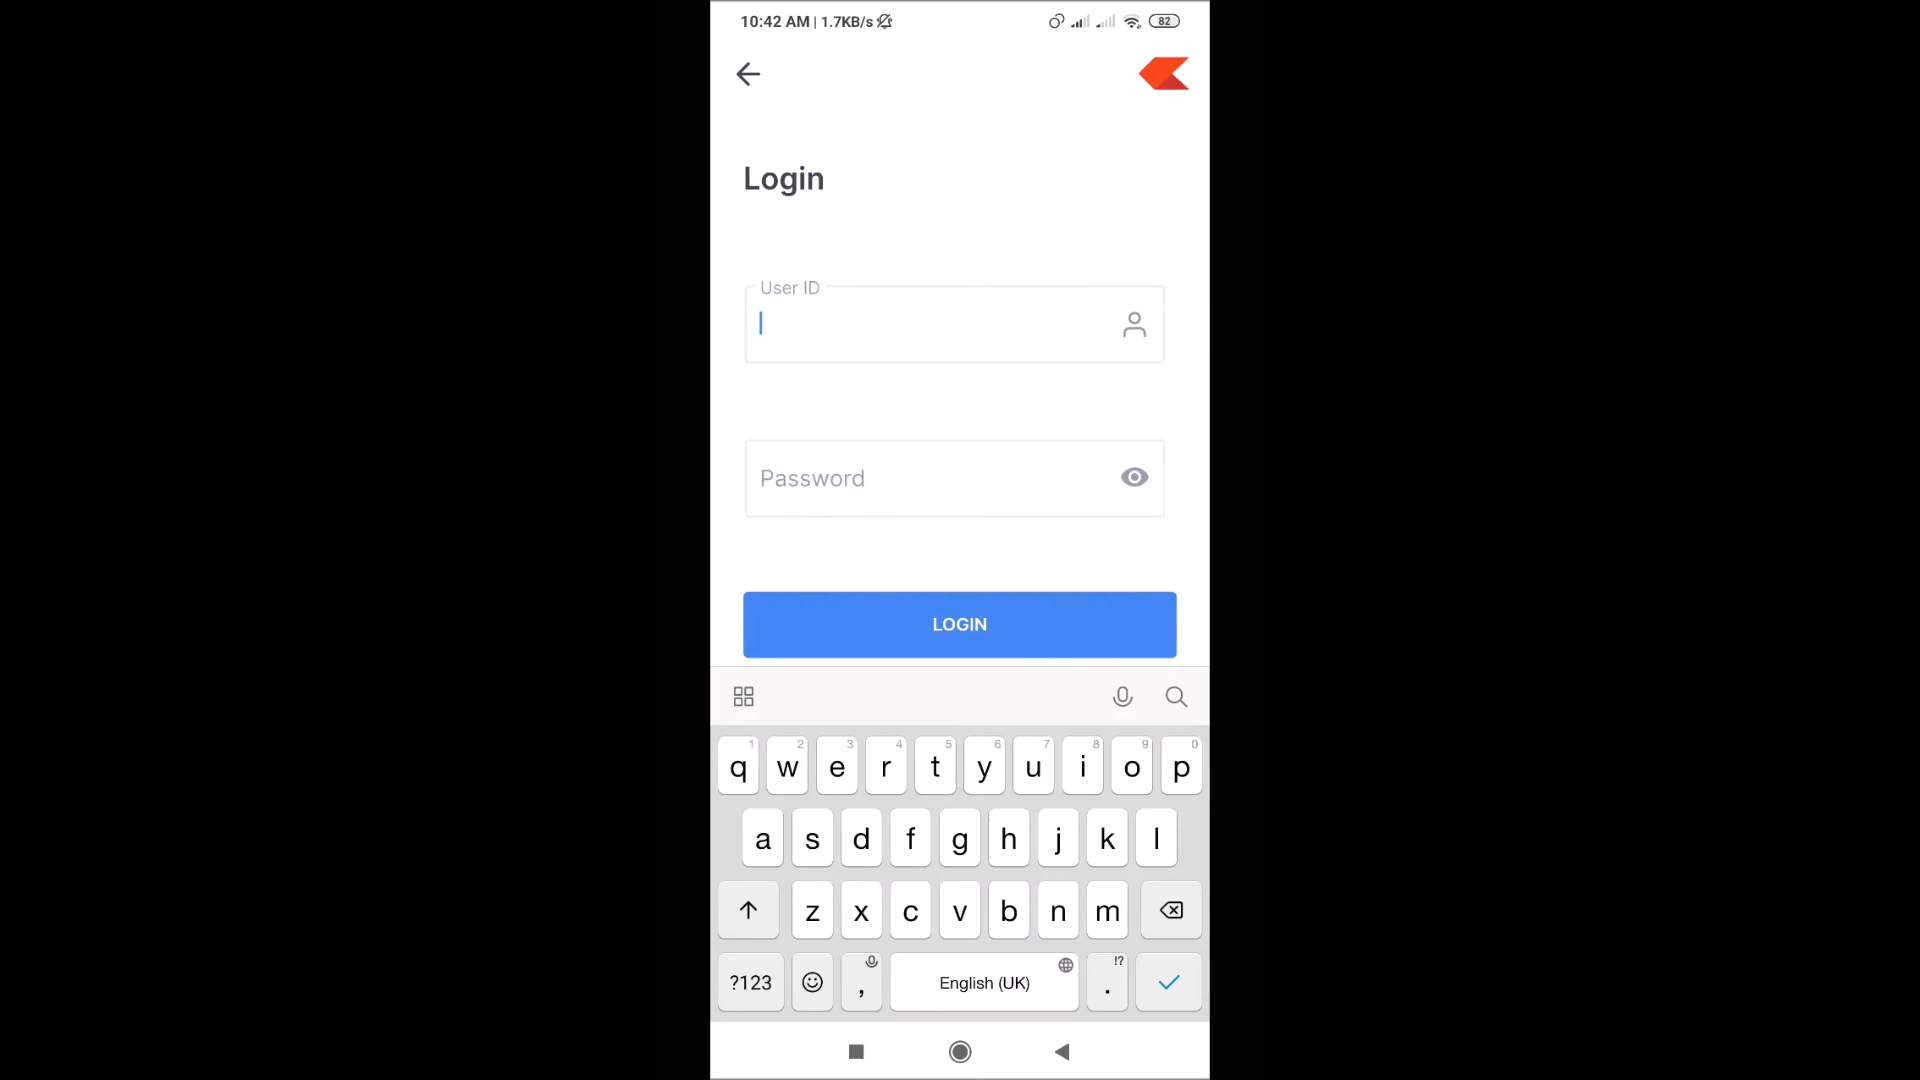 10:42 AM | 1.7KB/s
82
Login
User ID
Password
LOGIN
1 2 3 4 5 6 7 8 9 0
q w e r t y u i o p
a s d f g h j k l
z x c v b n m
!?
?123 , English (UK) .